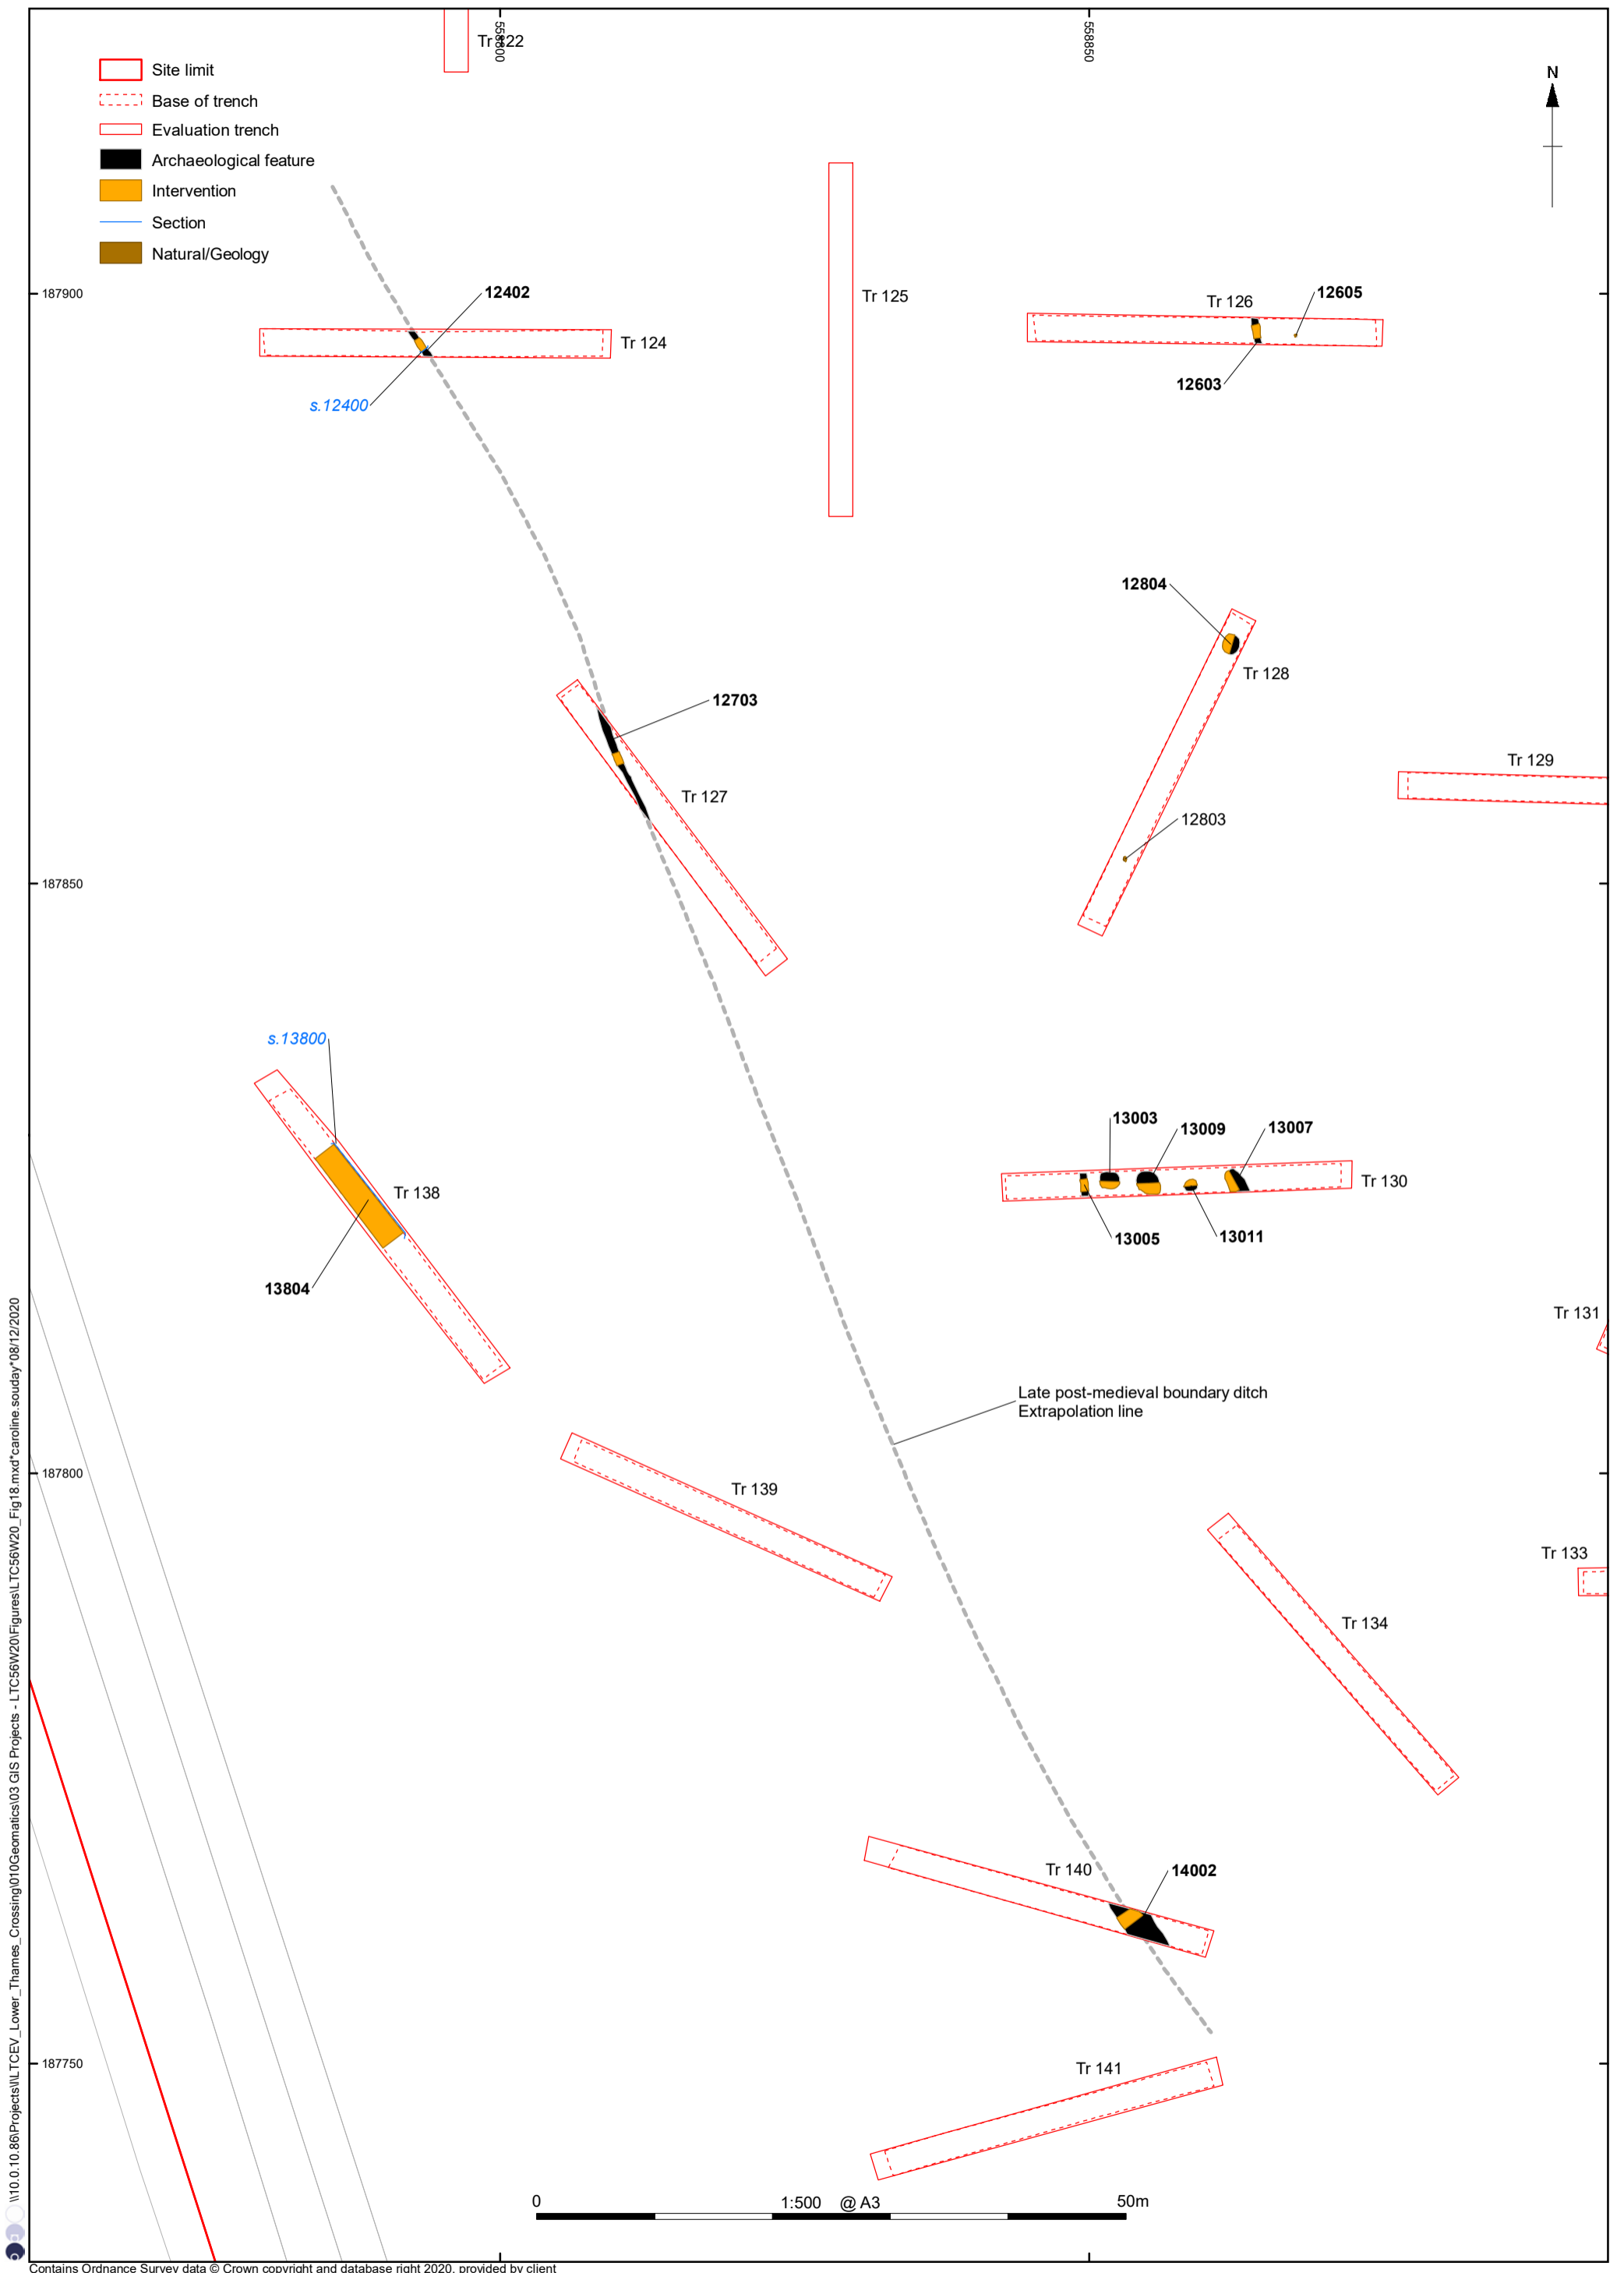 Tr 122
558800
558850
Site limit
Base of trench
Evaluation trench
Archaeological feature
Intervention
Section
Natural/Geology
N
187900
12402
Tr 125
Tr 126
12605
Tr 124
12603
s.12400
12804
Tr 128
12703
Tr 129
Tr 127
12803
187850
s.13800
13003
13009
13007
Tr 138
Tr 130
13005
13011
13804
Tr 131
Late post-medieval boundary ditch
Extrapolation line
187800
Tr 139
Tr 133
Tr 134
Tr 140
14002
187750
Tr 141
0 1:500 @ A3 50m
\\10.0.10.86\Projects\l\LTCEV_Lower_Thames_Crossing\010Geomatics\03 GIS Projects - LTC56W20\Figures\LTC56W20_Fig18.mxd*caroline.souday*08/12/2020
Contains Ordnance Survey data © Crown copyright and database right 2020, provided by client